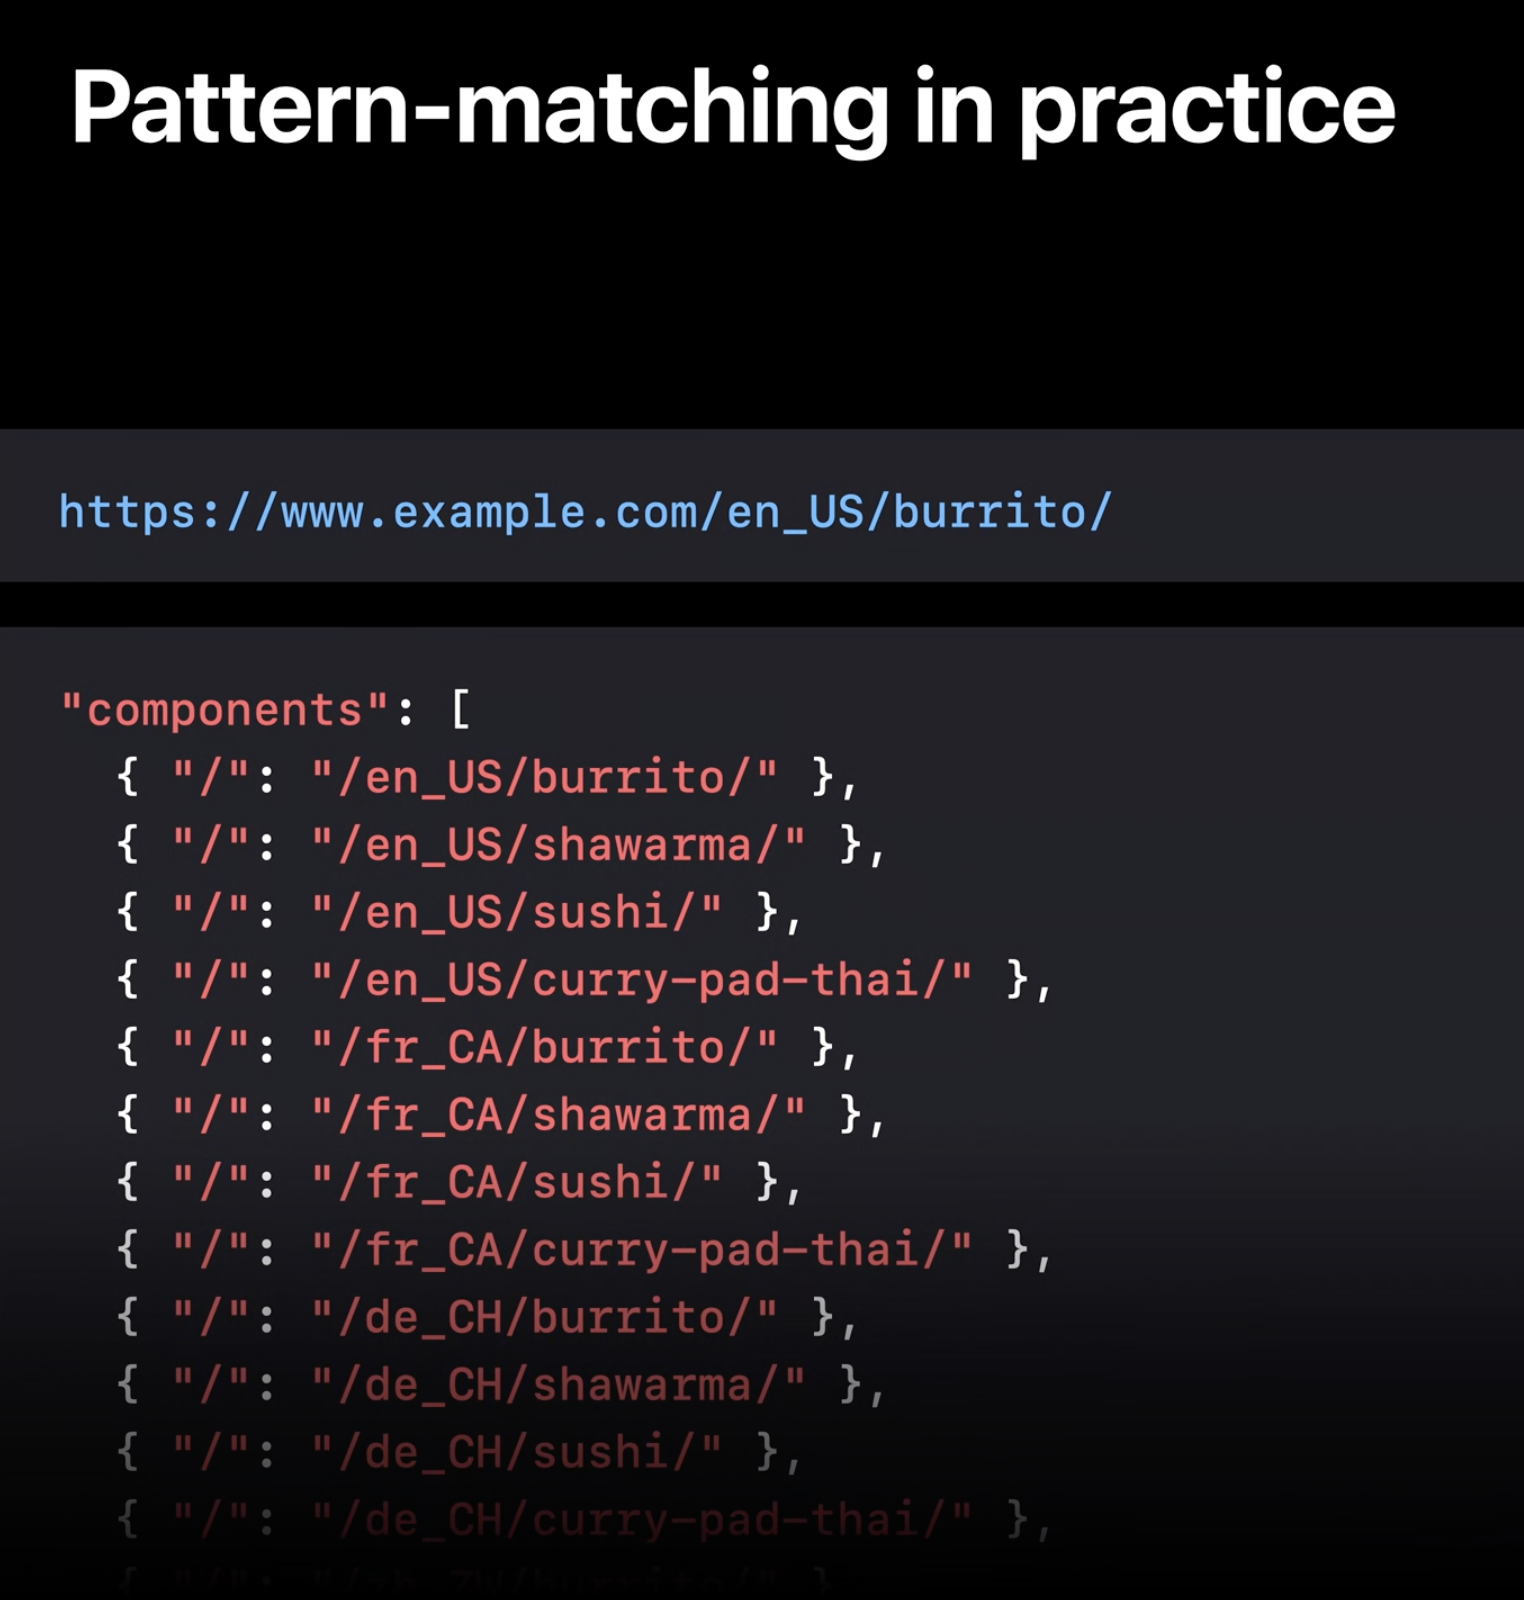 Pattern-matching in practice
https://www.example.com/en_US/burrito/
"components": [
{ "/": "/en_US/burrito/" },
{ "/": "/en_US/shawarma/" },
{ "/": "/en_US/sushi/" },
{ "/": "/en_US/curry-pad-thai/" },
{ "/": "/fr_CA/burrito/" },
{ "/": "/fr_CA/shawarma/" },
{ "/": "/fr_CA/sushi/" },
{ "/": "/fr_CA/curry-pad-thai/" },
{ "/": "/de_CH/burrito/" },
{ "/": "/de_CH/shawarma/" },
{ "/": "/de_CH/sushi/" },
{ "/": "/de_CH/curry-pad-thai/" },